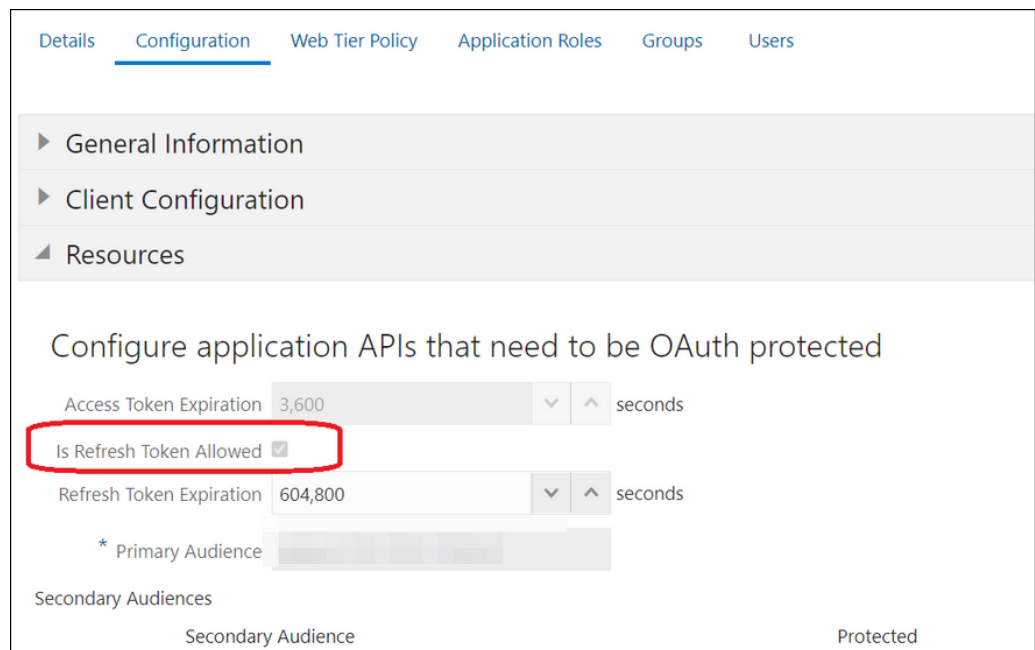 Details Configuration Web Tier Policy Application Roles Groups Users
General Information
Client Configuration
Resources
Configure application APIs that need to be OAuth protected
Access Token Expiration 3,600 seconds
Is Refresh Token Allowed
Refresh Token Expiration 604,800 seconds
* Primary Audience
Secondary Audiences
Secondary Audience Protected